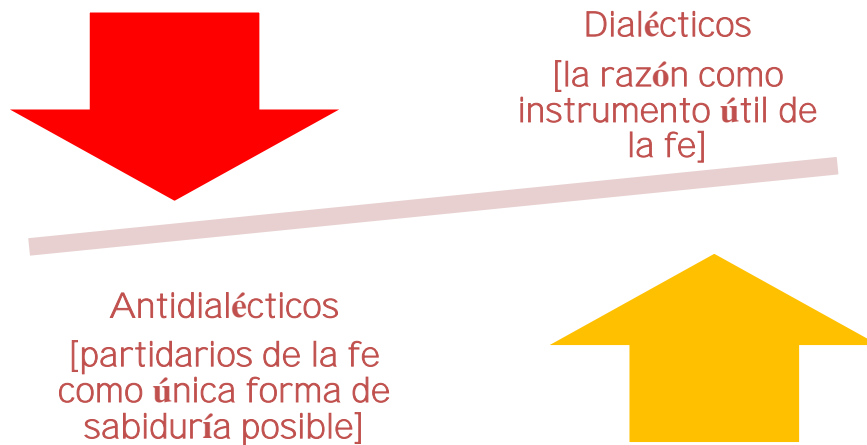 Dialécticos
[la razón como
instrumento útil de
la fe]
Antidialécticos
[partidarios de la fe
como única forma de
sabiduría posible]